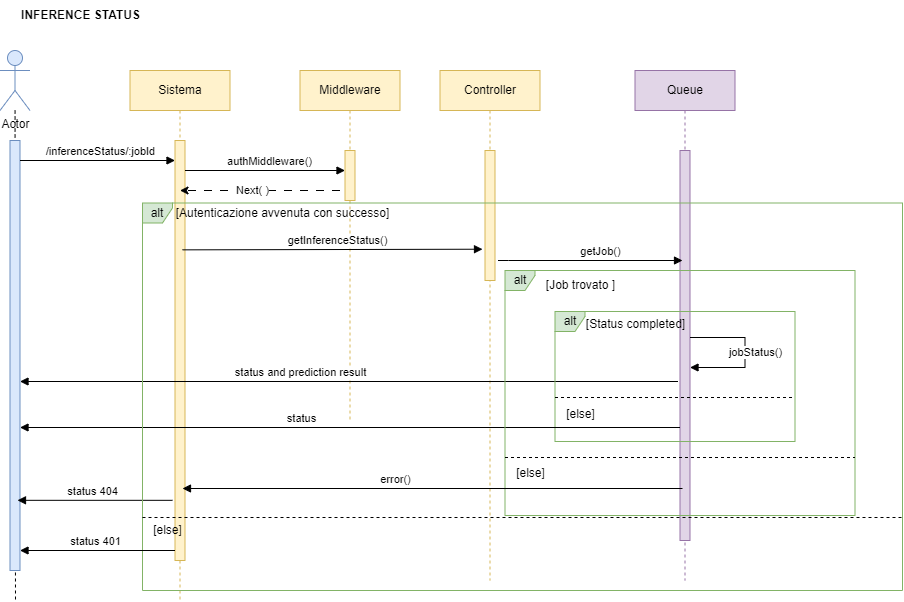 INFERENCE STATUS
Sistema
Middleware
Controller
Queue
Actor
/inferenceStatus/:jobId
authMiddleware()
Next( )
alt
[Autenticazione avvenuta con successo]
getInferenceStatus()
getJob()
alt
[Job trovato ]
alt
[Status completed]
jobStatus()
status and prediction result
[else]
status
[else]
error()
status 404
[else]
status 401